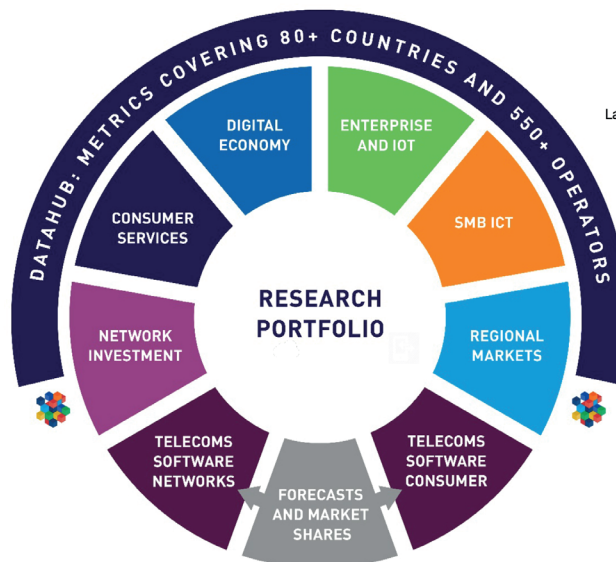 DATAHUB: METRICS COVERING 80+ COUNTRIES AND 550+ OPERATORS
La
DIGITAL
ECONOMY
ENTERPRISE
AND IOT
CONSUMER
SERVICES
SMB ICT
RESEARCH
PORTFOLIO
NETWORK
INVESTMENT
REGIONAL
MARKETS
TELECOMS
SOFTWARE
NETWORKS
TELECOMS
SOFTWARE
CONSUMER
FORECASTS
AND MARKET
SHARES